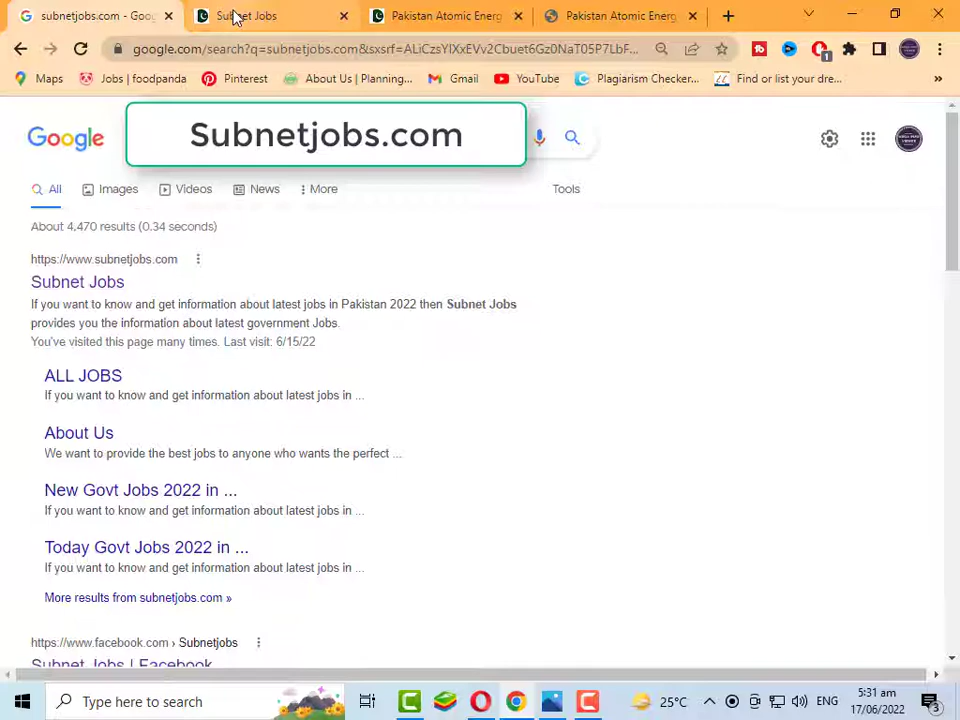 subnetjobs.com - Goog
Subnet Jobs
Pakistan Atomic Energ
Pakistan Atomic Energ
google.com/search?q=subnetjobs.com&sxsrf=ALiCzsYIXxEVv2Cbuet6Gz0NaT05P7LbF...
Maps
Jobs | foodpanda
Pinterest
About Us | Planning...
Gmail
YouTube
Plagiarism Checker...
Find or list your dre...
»
Google
Subnetjobs.com
All
Images
Videos
News
More
Tools
About 4,470 results (0.34 seconds)
https://www.subnetjobs.com
Subnet Jobs
If you want to know and get information about latest jobs in Pakistan 2022 then Subnet Jobs
provides you the information about latest government Jobs.
You've visited this page many times. Last visit: 6/15/22
ALL JOBS
If you want to know and get information about latest jobs in ...
About Us
We want to provide the best jobs to anyone who wants the perfect ...
New Govt Jobs 2022 in ...
If you want to know and get information about latest jobs in ...
Today Govt Jobs 2022 in ...
If you want to know and get information about latest jobs in ...
More results from subnetjobs.com »
https://www.facebook.com › Subnetjobs
Subnet Jobs | Facebook
Type here to search
25°C
ENG
5:31 am
17/06/2022
3